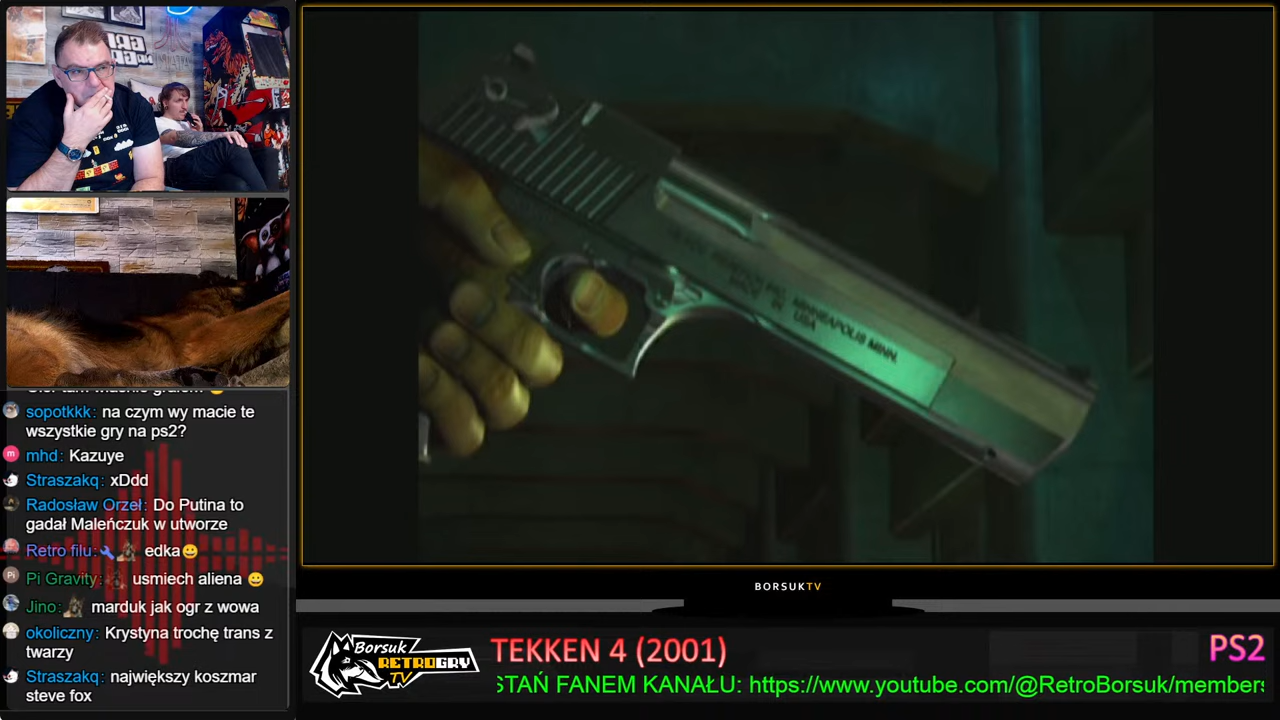 sopotkkk: na czym wy macie te
wszystkie gry na ps2?
mhd: Kazuye
Straszakq: xDdd
Radosław Orzeł: Do Putina to
gadał Maleńczuk w utworze
Retro filu: edka😀
Pi Gravity: usmiech aliena 😀
Jino: marduk jak ogr z wowa
okoliczny: Krystyna trochę trans z
twarzy
Straszakq: największy koszmar
steve fox
MINNEAPOLIS MINN.
USA
BORSUKTV
Borsuk
RETROGRY
TV
TEKKEN 4 (2001)
PS2
STAŃ FANEM KANAŁU: https://www.youtube.com/@RetroBorsuk/members